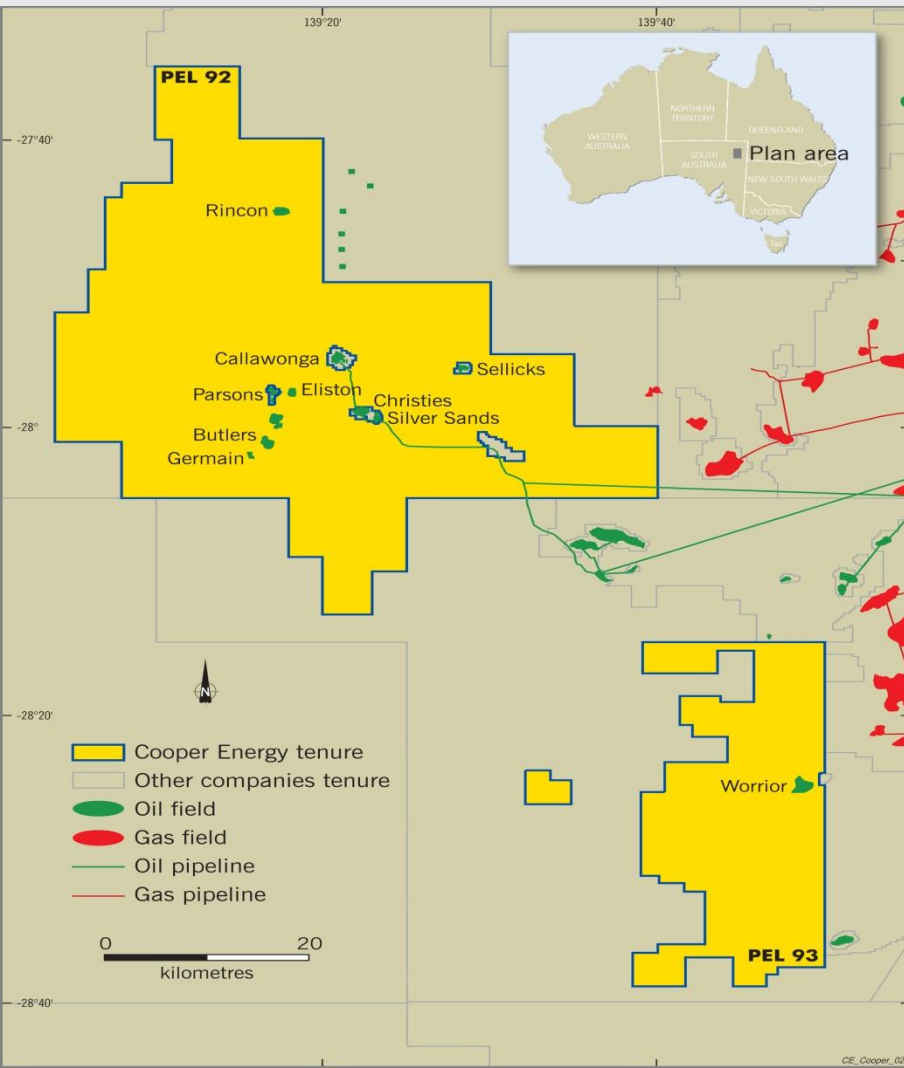 139°20'
139°40'
PEL 92
-27°40'
WESTERN
AUSTRALIA
NORTHERN
TERRITORY
QUEENSLAND
SOUTH
AUSTRALIA
Plan area
NEW SOUTH WALES
VICTORIA
Rincon
Callawonga
Sellicks
Parsons
Eliston
Christies
Silver Sands
-28°
Butlers
Germain
N
-28°20'
Cooper Energy tenure
Other companies tenure
Oil field
Gas field
Oil pipeline
Gas pipeline
Worrior
0 20
kilometres
PEL 93
-28°40'
CE_Cooper_02